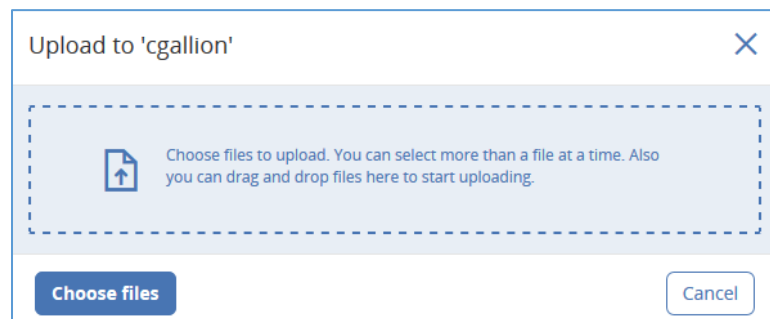 Upload to 'cgallion'
Choose files to upload. You can select more than a file at a time. Also
you can drag and drop files here to start uploading.
Choose files
Cancel